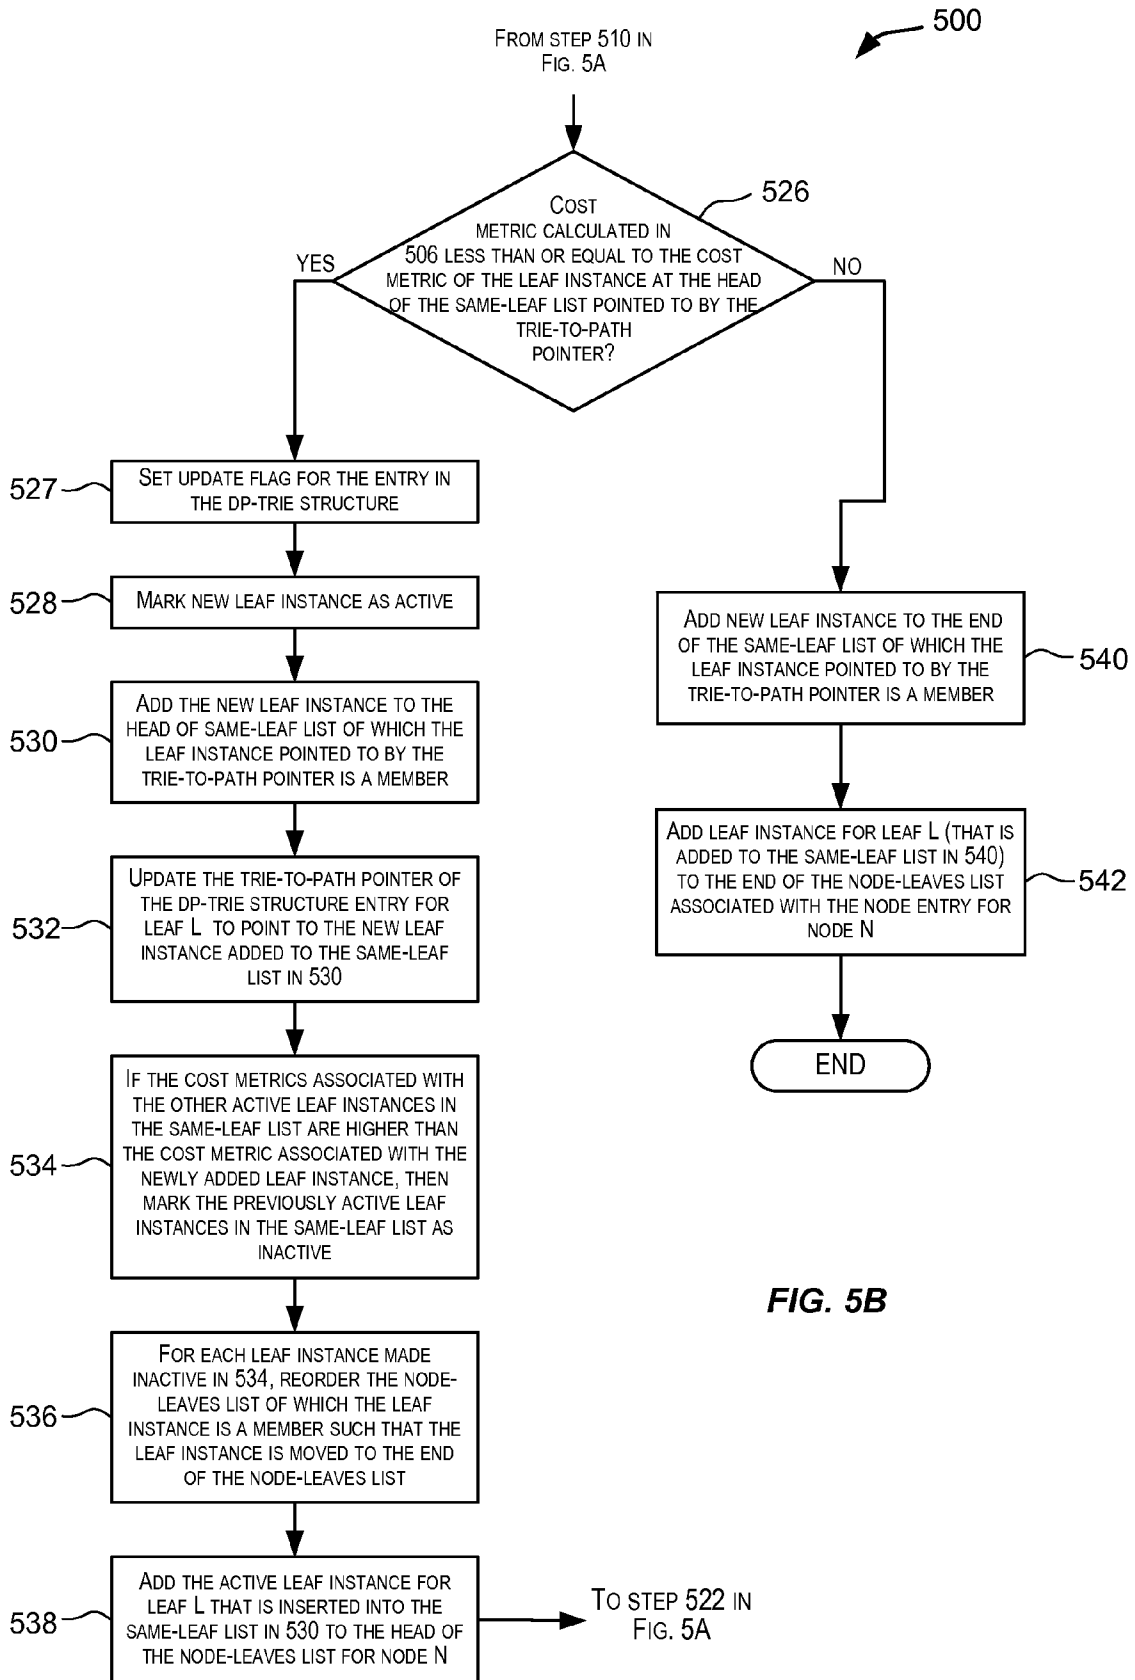 500
From step 510 in
Fig. 5A
526
Cost
metric calculated in
506 less than or equal to the cost
metric of the leaf instance at the head
of the same-leaf list pointed to by the
trie-to-path
pointer?
YES
NO
527
Set update flag for the entry in
the dp-trie structure
528
Mark new leaf instance as active
530
Add the new leaf instance to the
head of same-leaf list of which the
leaf instance pointed to by the
trie-to-path pointer is a member
532
Update the trie-to-path pointer of
the dp-trie structure entry for
leaf L to point to the new leaf
instance added to the same-leaf
list in 530
534
If the cost metrics associated with
the other active leaf instances in
the same-leaf list are higher than
the cost metric associated with the
newly added leaf instance, then
mark the previously active leaf
instances in the same-leaf list as
inactive
536
For each leaf instance made
inactive in 534, reorder the node-
leaves list of which the leaf
instance is a member such that the
leaf instance is moved to the end
of the node-leaves list
538
Add the active leaf instance for
leaf L that is inserted into the
same-leaf list in 530 to the head of
the node-leaves list for node N
To step 522 in
Fig. 5A
Add new leaf instance to the end
of the same-leaf list of which the
leaf instance pointed to by the
trie-to-path pointer is a member
540
Add leaf instance for leaf L (that is
added to the same-leaf list in 540)
to the end of the node-leaves list
associated with the node entry for
node N
542
END
FIG. 5B